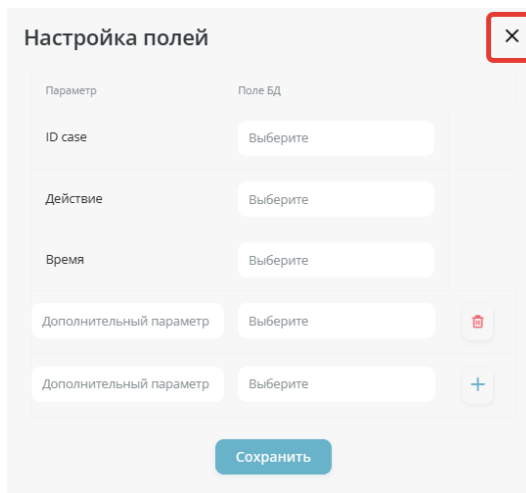 Настройка полей
Параметр Поле БД
ID case Выберите
Действие Выберите
Время Выберите
Дополнительный параметр Выберите
Дополнительный параметр Выберите
Сохранить